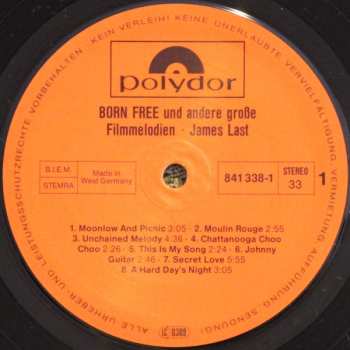 ALLE URHEBER- UND LEISTUNGSSCHUTZRECHTE VORBEHALTEN
KEIN VERLEIH! KEINE UNERLAUBTE VERVIELFÄLTIGUNG, VERMIETUNG, AUFFÜHRUNG, SENDUNG!
polydor
BORN FREE und andere große
Filmmelodien · James Last
B.I.E.M.
STEMRA
Made in
West Germany
841 338-1
STEREO
33
1
1. Moonlow And Picnic 3:05 · 2. Moulin Rouge 2:55
3. Unchained Melody 4:36 · 4. Chattanooga Choo
Choo 2:26 · 5. This Is My Song 2:24 · 6. Johnny
Guitar 2:46 · 7. Secret Love 2:55
8. A Hard Day's Night 3:05